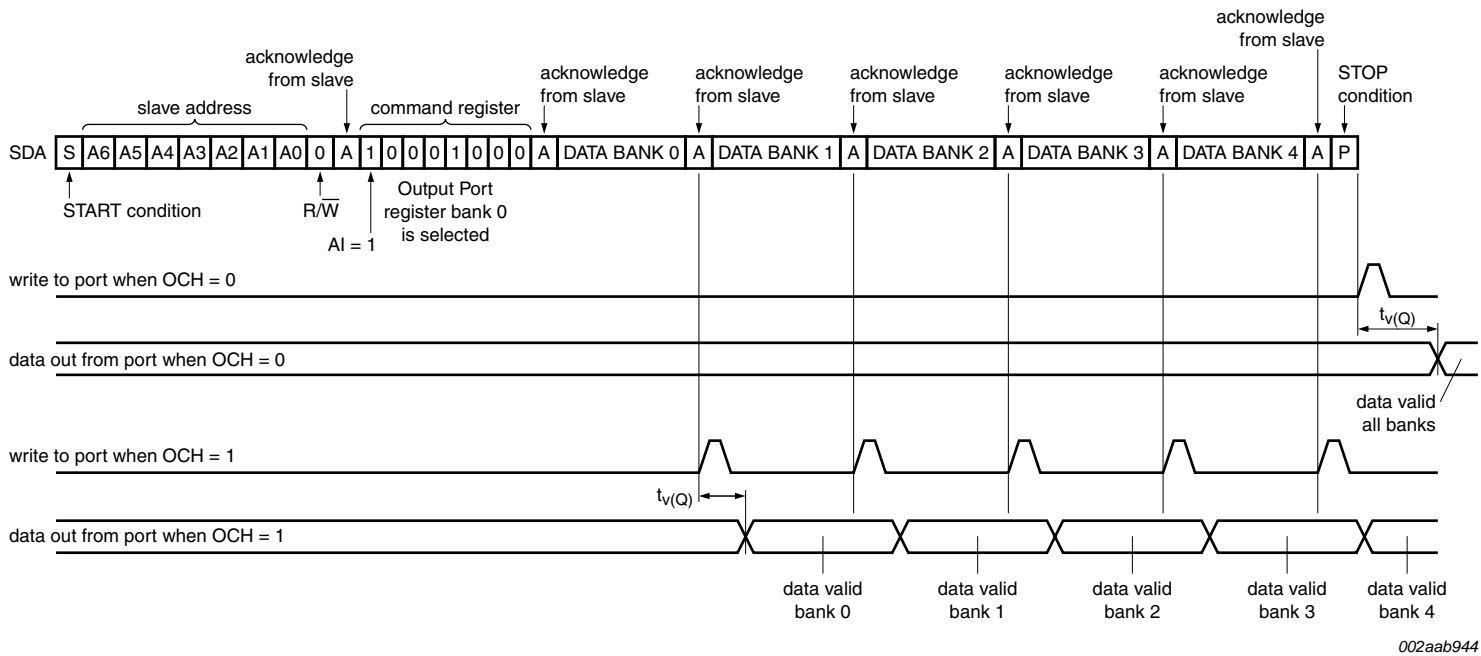 acknowledge
from slave
acknowledge
from slave
STOP
condition
acknowledge
from slave
acknowledge
from slave
acknowledge
from slave
acknowledge
from slave
acknowledge
from slave
slave address
command register
SDA S A6 A5 A4 A3 A2 A1 A0 0 A 1 0 0 0 1 0 0 0 A DATA BANK 0 A DATA BANK 1 A DATA BANK 2 A DATA BANK 3 A DATA BANK 4 A P
START condition
R/W̅
AI = 1
Output Port
register bank 0
is selected
write to port when OCH = 0
tv(Q)
data out from port when OCH = 0
data valid
all banks
write to port when OCH = 1
tv(Q)
data out from port when OCH = 1
data valid
bank 0
data valid
bank 1
data valid
bank 2
data valid
bank 3
data valid
bank 4
002aab944